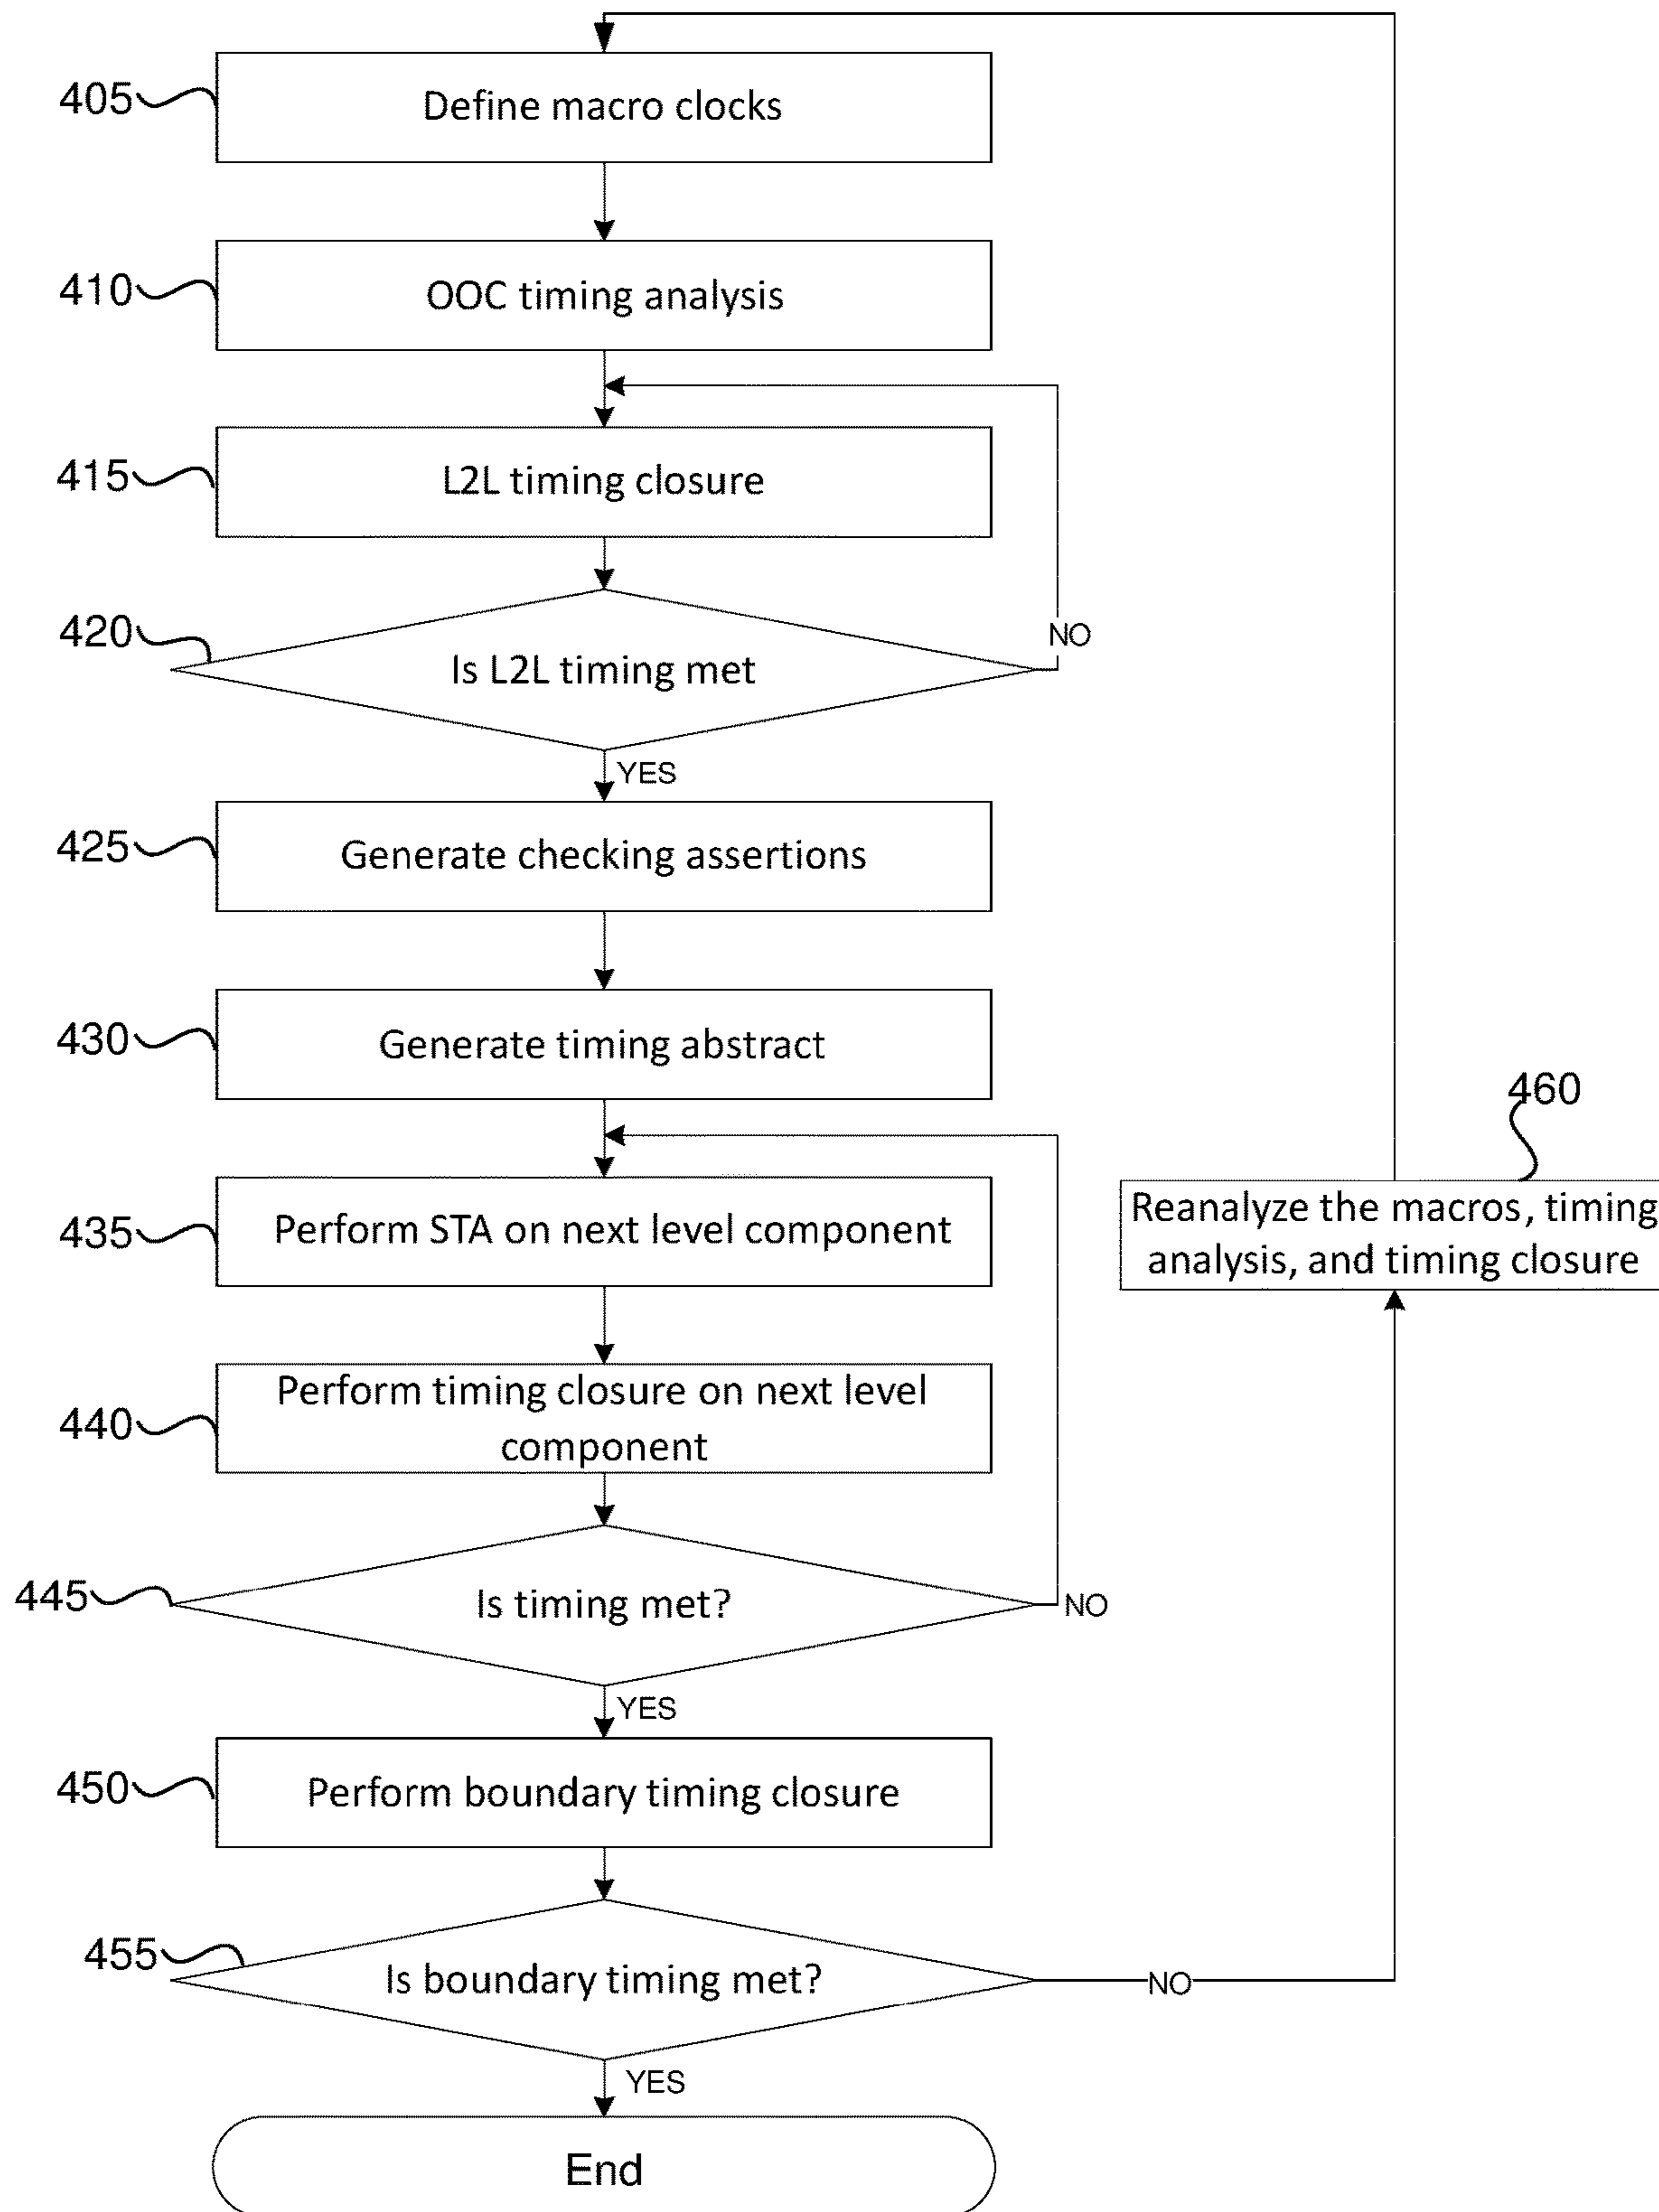 405
Define macro clocks
410
OOC timing analysis
415
L2L timing closure
420
Is L2L timing met
NO
YES
425
Generate checking assertions
430
Generate timing abstract
460
Reanalyze the macros, timing
analysis, and timing closure
435
Perform STA on next level component
440
Perform timing closure on next level
component
445
Is timing met?
NO
YES
450
Perform boundary timing closure
455
Is boundary timing met?
NO
YES
End